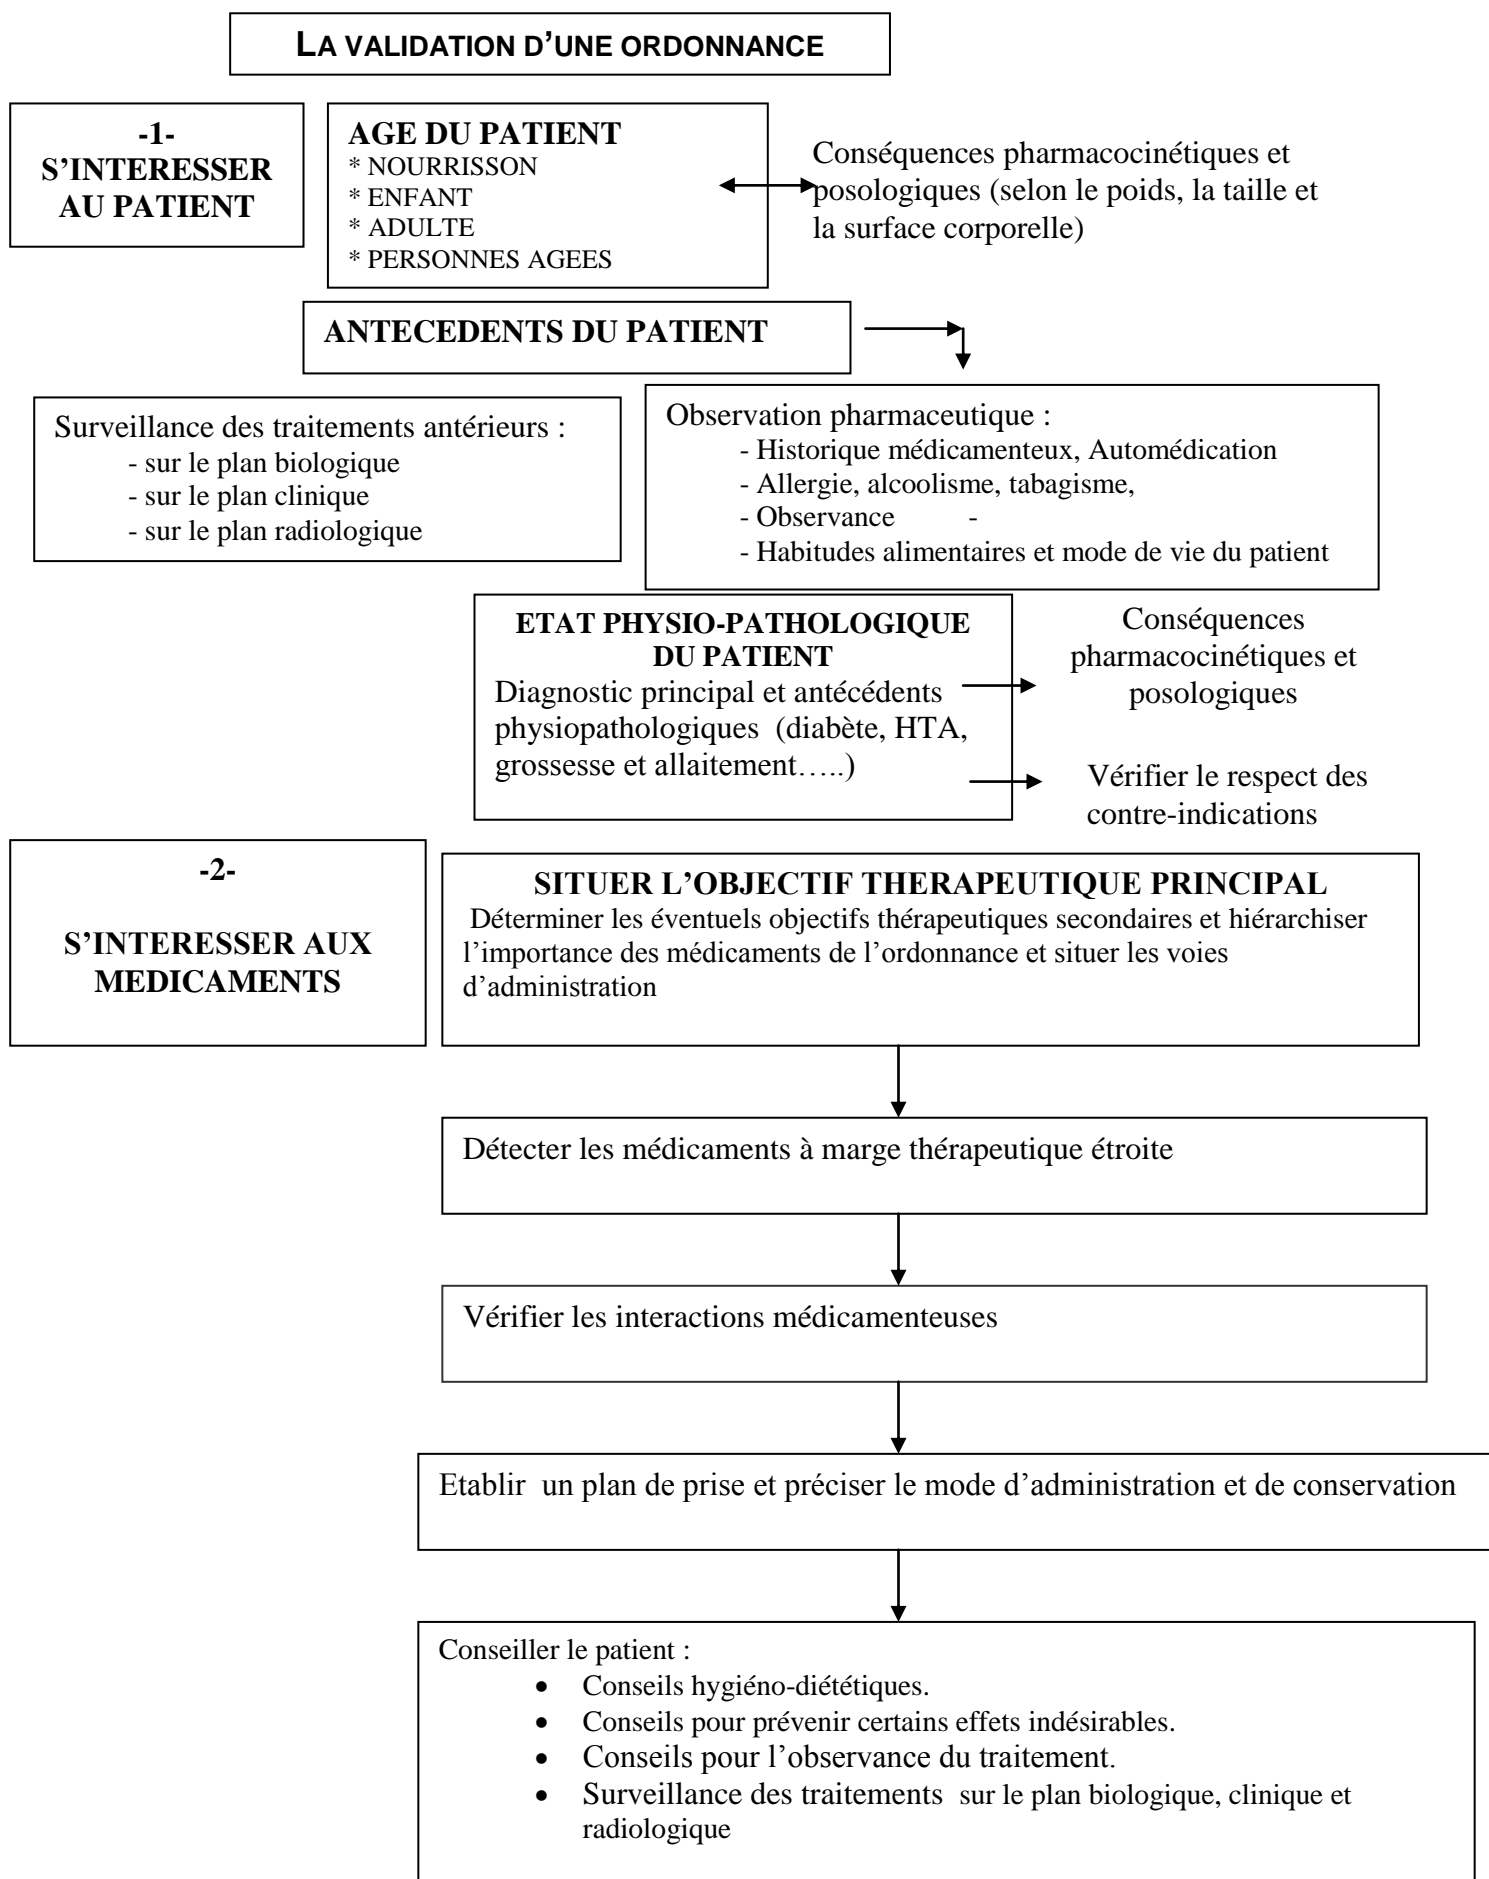 LA VALIDATION D’UNE ORDONNANCE
-1-
S’INTERESSER
AU PATIENT
AGE DU PATIENT
* NOURRISSON
* ENFANT
* ADULTE
* PERSONNES AGEES
Conséquences pharmacocinétiques et
posologiques (selon le poids, la taille et
la surface corporelle)
ANTECEDENTS DU PATIENT
Surveillance des traitements antérieurs :
- sur le plan biologique
- sur le plan clinique
- sur le plan radiologique
Observation pharmaceutique :
- Historique médicamenteux, Automédication
- Allergie, alcoolisme, tabagisme,
- Observance -
- Habitudes alimentaires et mode de vie du patient
ETAT PHYSIO-PATHOLOGIQUE
DU PATIENT
Diagnostic principal et antécédents
physiopathologiques (diabète, HTA,
grossesse et allaitement…..)
Conséquences
pharmacocinétiques et
posologiques
Vérifier le respect des
contre-indications
-2-
S’INTERESSER AUX
MEDICAMENTS
SITUER L’OBJECTIF THERAPEUTIQUE PRINCIPAL
Déterminer les éventuels objectifs thérapeutiques secondaires et hiérarchiser
l’importance des médicaments de l’ordonnance et situer les voies
d’administration
Détecter les médicaments à marge thérapeutique étroite
Vérifier les interactions médicamenteuses
Etablir un plan de prise et préciser le mode d’administration et de conservation
Conseiller le patient :
• Conseils hygiéno-diététiques.
• Conseils pour prévenir certains effets indésirables.
• Conseils pour l’observance du traitement.
• Surveillance des traitements sur le plan biologique, clinique et
radiologique